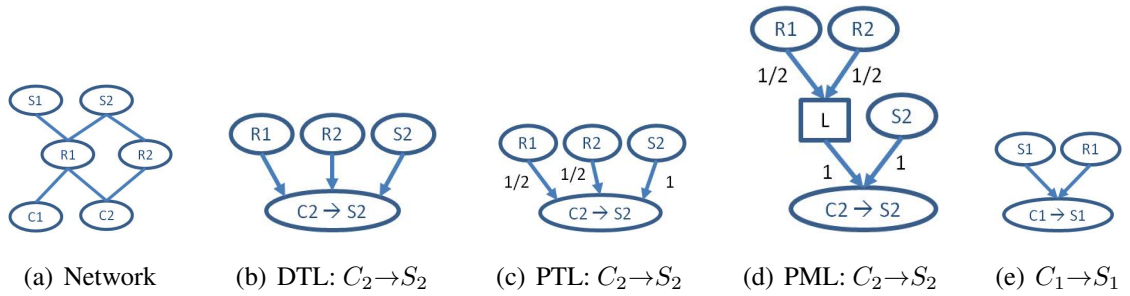 S1 S2
R1 R2
C1 C2
(a) Network
R1 R2 S2
C2 → S2
(b) DTL: C₂→S₂
R1 R2 S2
1/2 1/2 1
C2 → S2
(c) PTL: C₂→S₂
R1 R2
1/2 1/2
L S2
1 1
C2 → S2
(d) PML: C₂→S₂
S1 R1
C1 → S1
(e) C₁→S₁